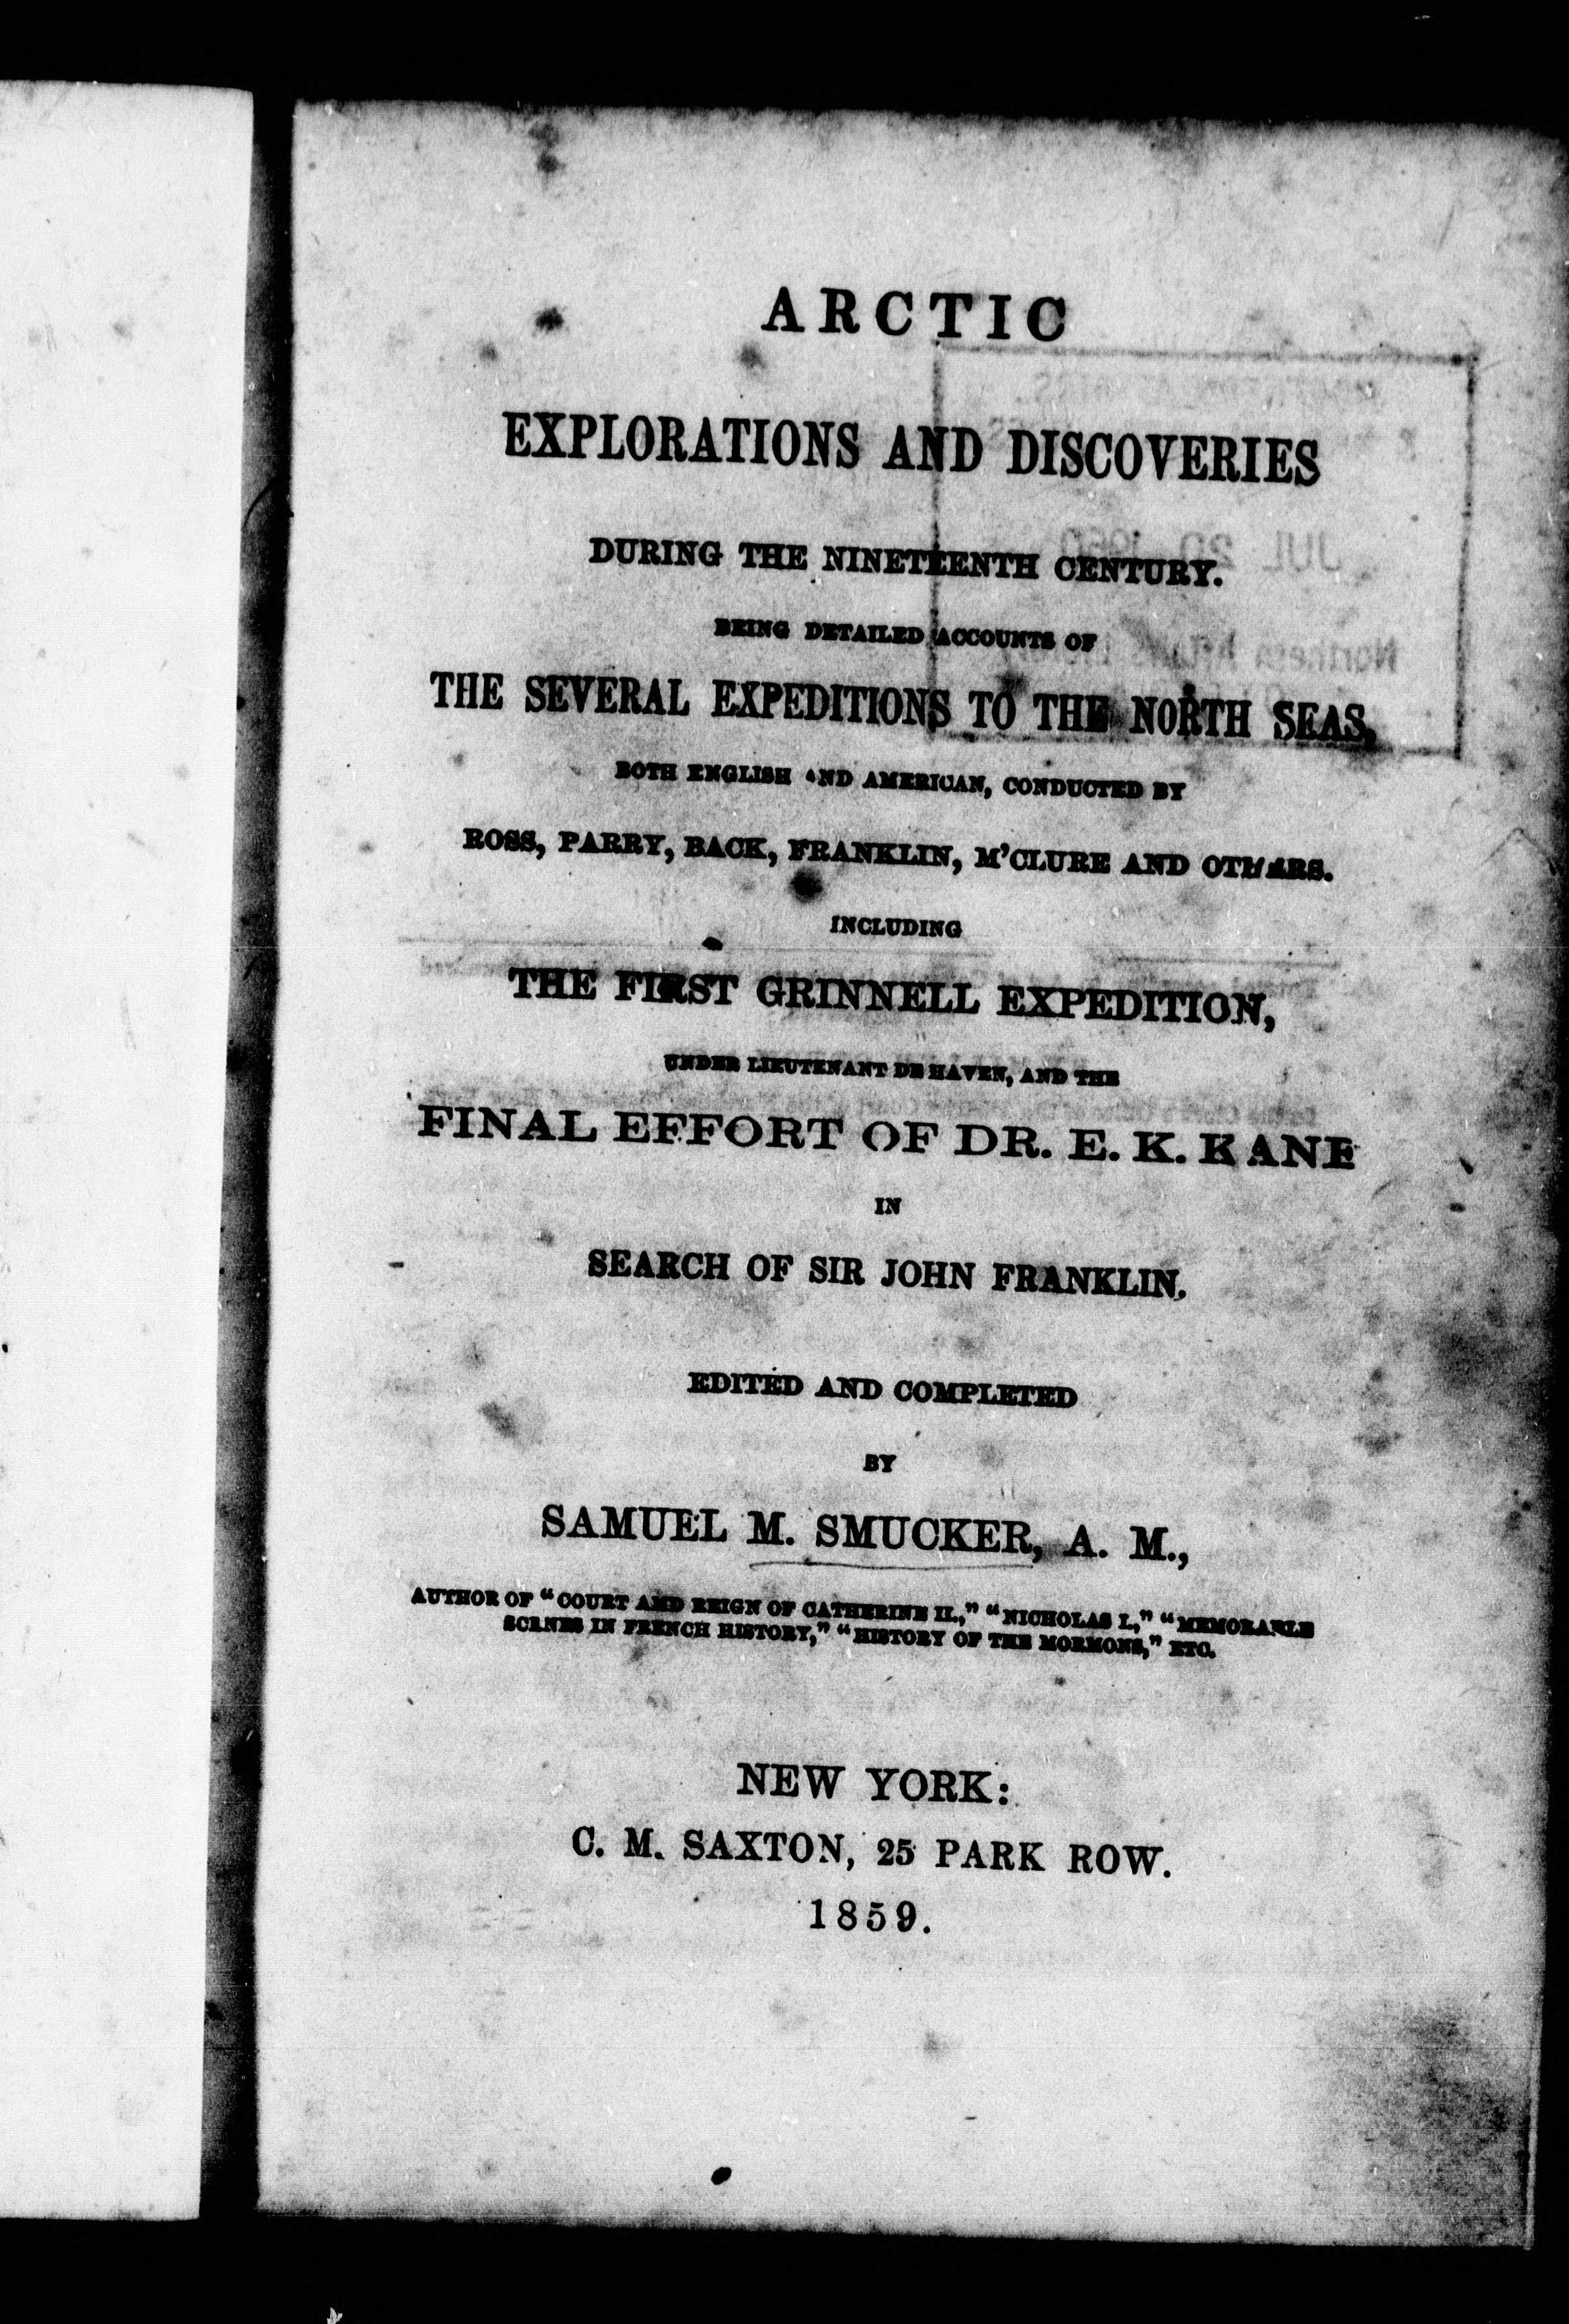 ARCTIC
EXPLORATIONS AND DISCOVERIES
DURING THE NINETEENTH CENTURY.
BEING DETAILED ACCOUNTS OF
THE SEVERAL EXPEDITIONS TO THE NORTH SEAS,
BOTH ENGLISH AND AMERICAN, CONDUCTED BY
ROSS, PARRY, BACK, FRANKLIN, M'CLURE AND OTHERS.
INCLUDING
THE FIRST GRINNELL EXPEDITION,
UNDER LIEUTENANT DE HAVEN, AND THE
FINAL EFFORT OF DR. E. K. KANE
IN
SEARCH OF SIR JOHN FRANKLIN.
EDITED AND COMPLETED
BY
SAMUEL M. SMUCKER, A. M.,
AUTHOR OF "COURT AND REIGN OF CATHERINE II.," "NICHOLAS I.," "MEMORABLE
SCENES IN FRENCH HISTORY," "HISTORY OF THE MORMONS," ETC.
NEW YORK:
C. M. SAXTON, 25 PARK ROW.
1859.